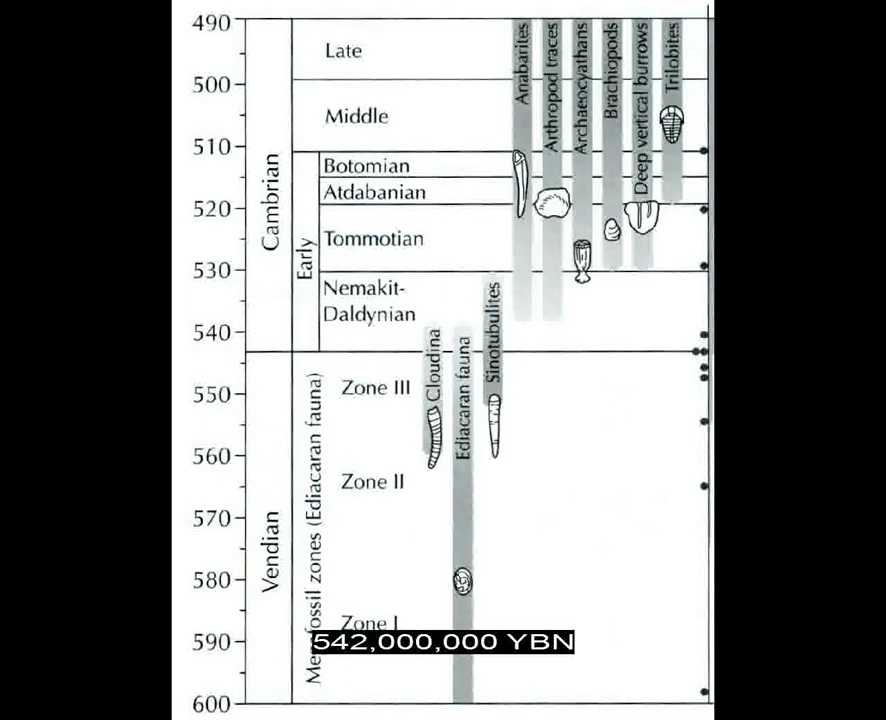 490
500
510
520
530
540
550
560
570
580
590
600
Cambrian
Vendian
Early
Late
Middle
Botomian
Atdabanian
Tommotian
Nemakit-
Daldynian
fossil zones (Ediacaran fauna)
Zone III
Zone II
Zone I
Cloudina
Ediacaran fauna
Sinotubulites
Anabarites
Arthropod traces
Archaeocyathans
Brachiopods
Deep vertical burrows
Trilobites
542,000,000 YBN